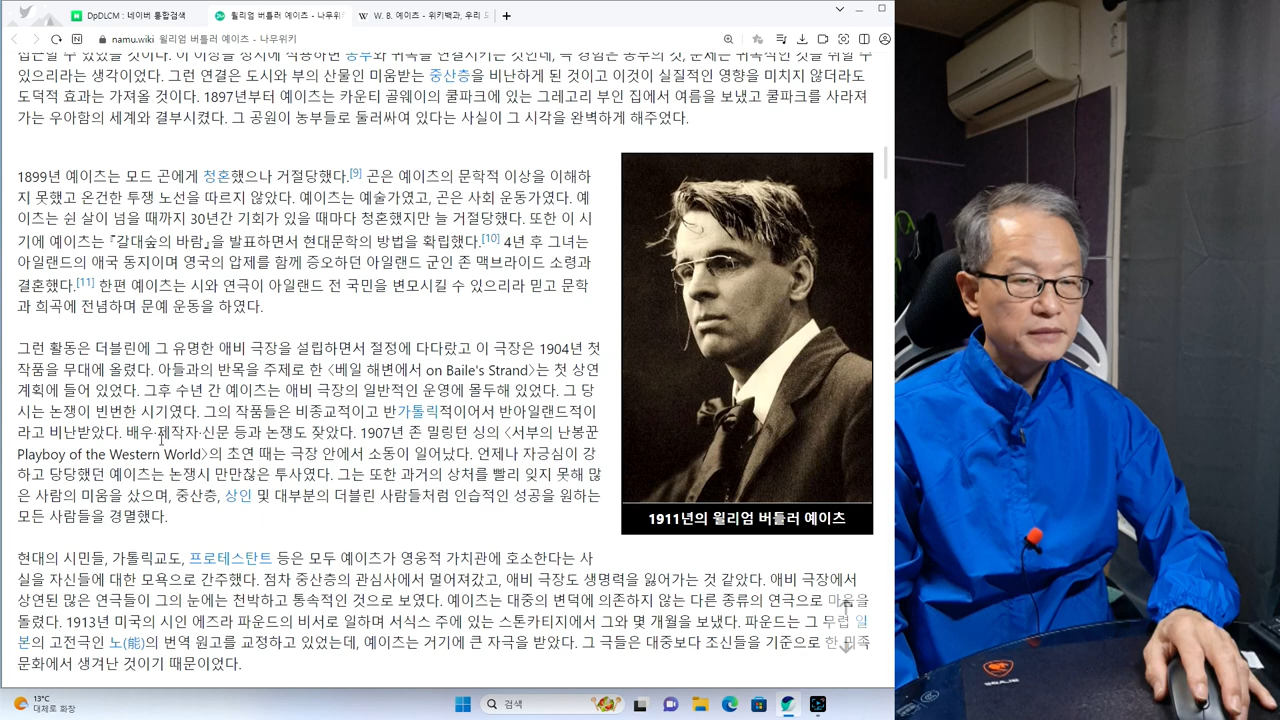 DpDLCM : 네이버 통합검색
윌리엄 버틀러 예이츠 - 나무위키
W. B. 예이츠 - 위키백과, 우리
namu.wiki 윌리엄 버틀러 예이츠 - 나무위키
있으리라는 생각이었다. 그런 연결은 도시와 부의 산물인 미움받는 중산층을 비난하게 된 것이고 이것이 실질적인 영향을 미치지 않더라도
도덕적 효과는 가져올 것이다. 1897년부터 예이츠는 카운티 골웨이의 쿨파크에 있는 그레고리 부인 집에서 여름을 보냈고 쿨파크를 사라져
가는 우아함의 세계와 결부시켰다. 그 공원이 농부들로 둘러싸여 있다는 사실이 그 시각을 완벽하게 해주었다.
1899년 예이츠는 모드 곤에게 청혼했으나 거절당했다.[9] 곤은 예이츠의 문학적 이상을 이해하
지 못했고 온건한 투쟁 노선을 따르지 않았다. 예이츠는 예술가였고, 곤은 사회 운동가였다. 예
이츠는 쉰 살이 넘을 때까지 30년간 기회가 있을 때마다 청혼했지만 늘 거절당했다. 또한 이 시
기에 예이츠는 『갈대숲의 바람』을 발표하면서 현대문학의 방법을 확립했다.[10] 4년 후 그녀는
아일랜드의 애국 동지이며 영국의 압제를 함께 증오하던 아일랜드 군인 존 맥브라이드 소령과
결혼했다.[11] 한편 예이츠는 시와 연극이 아일랜드 전 국민을 변모시킬 수 있으리라 믿고 문학
과 희곡에 전념하며 문예 운동을 하였다.
그런 활동은 더블린에 그 유명한 애비 극장을 설립하면서 절정에 다다랐고 이 극장은 1904년 첫
작품을 무대에 올렸다. 아들과의 반목을 주제로 한 〈베일 해변에서 on Baile's Strand〉는 첫 상연
계획에 들어 있었다. 그후 수년 간 예이츠는 애비 극장의 일반적인 운영에 몰두해 있었다. 그 당
시는 논쟁이 빈번한 시기였다. 그의 작품들은 비종교적이고 반가톨릭적이어서 반아일랜드적이
라고 비난받았다. 배우·제작자·신문 등과 논쟁도 잦았다. 1907년 존 밀링턴 싱의 〈서부의 난봉꾼
Playboy of the Western World〉의 초연 때는 극장 안에서 소동이 일어났다. 언제나 자긍심이 강
하고 당당했던 예이츠는 논쟁시 만만찮은 투사였다. 그는 또한 과거의 상처를 빨리 잊지 못해 많
은 사람의 미움을 샀으며, 중산층, 상인 및 대부분의 더블린 사람들처럼 인습적인 성공을 원하는
모든 사람들을 경멸했다.
1911년의 윌리엄 버틀러 예이츠
현대의 시민들, 가톨릭교도, 프로테스탄트 등은 모두 예이츠가 영웅적 가치관에 호소한다는 사
실을 자신들에 대한 모욕으로 간주했다. 점차 중산층의 관심사에서 멀어져갔고, 애비 극장도 생명력을 잃어가는 것 같았다. 애비 극장에서
상연된 많은 연극들이 그의 눈에는 천박하고 통속적인 것으로 보였다. 예이츠는 대중의 변덕에 의존하지 않는 다른 종류의 연극으로 마음을
돌렸다. 1913년 미국의 시인 에즈라 파운드의 비서로 일하며 서식스 주에 있는 스톤카티지에서 그와 몇 개월을 보냈다. 파운드는 그 무렵 일
본의 고전극인 노(能)의 번역 원고를 교정하고 있었는데, 예이츠는 거기에 큰 자극을 받았다. 그 극들은 대중보다 조신들을 기준으로 한 귀족
문화에서 생겨난 것이기 때문이었다.
13°C
대체로 화창
검색